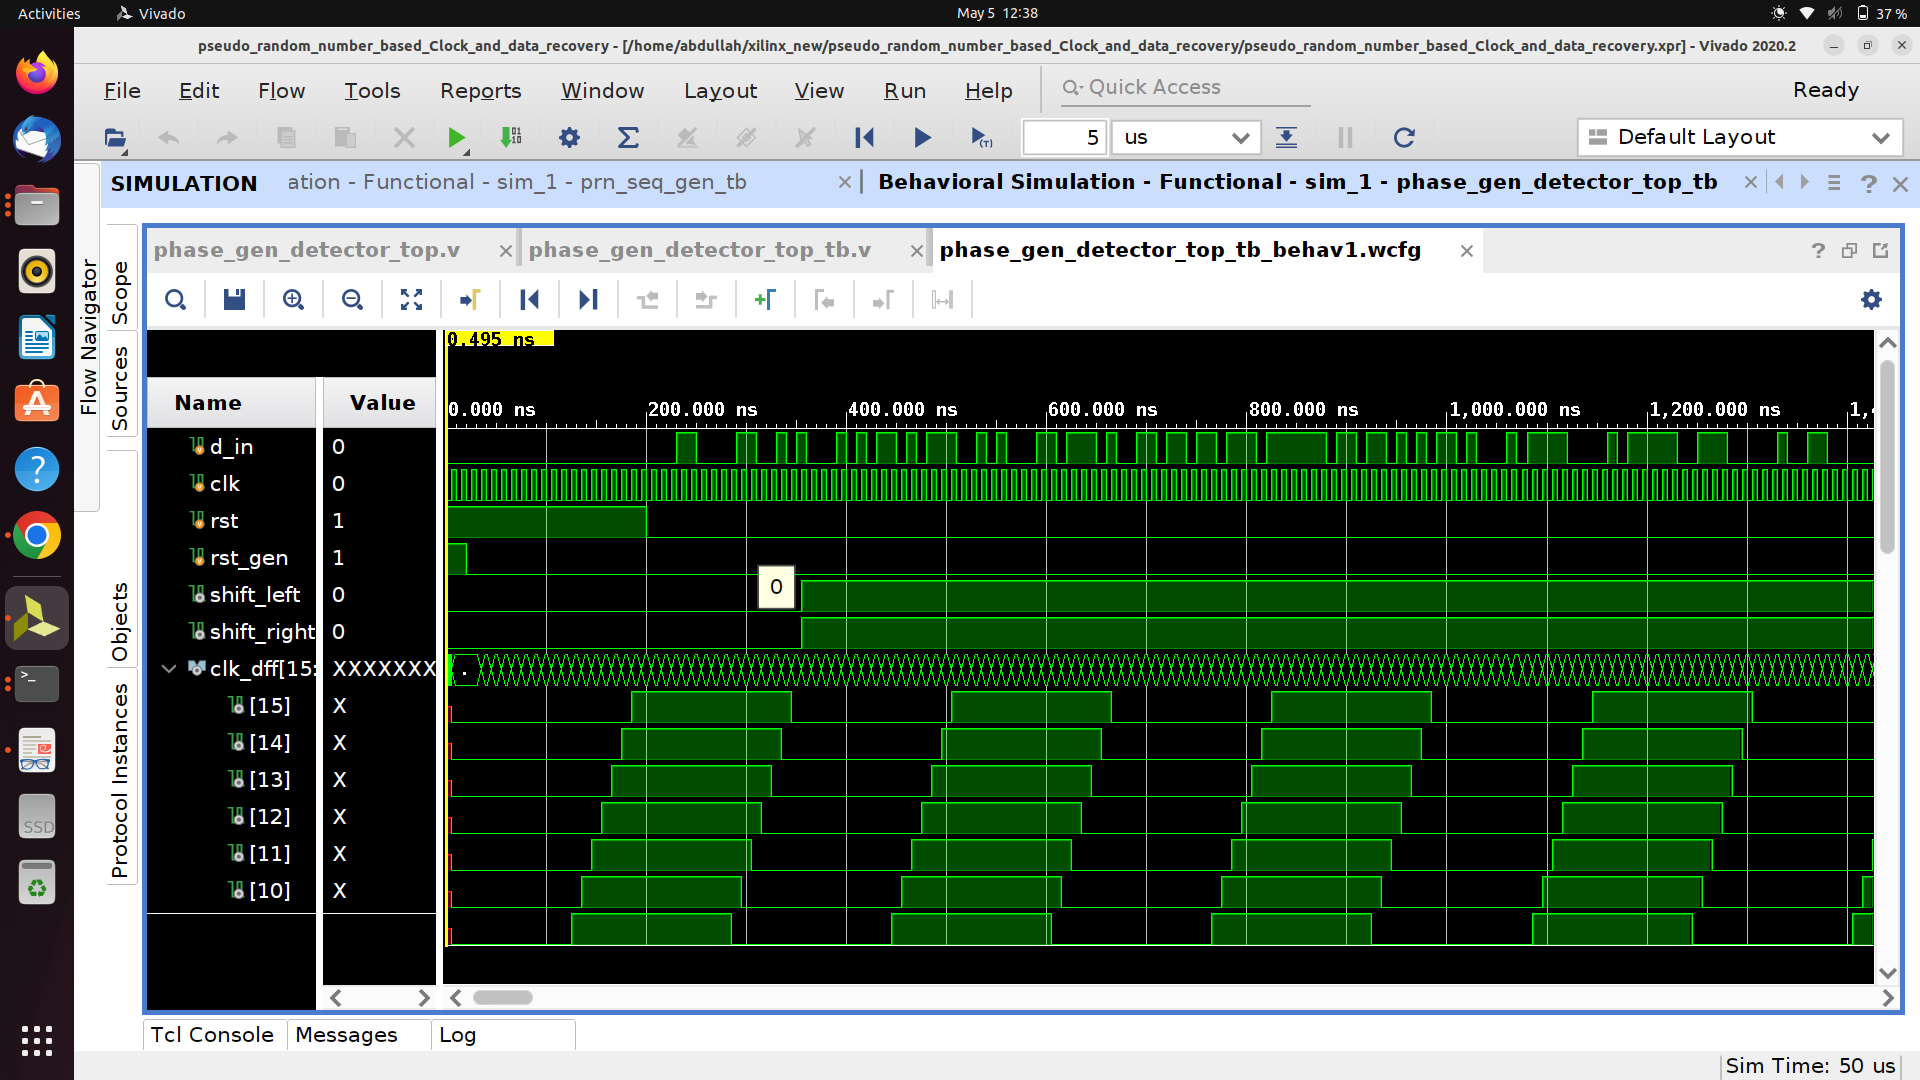 Activities
Vivado
May 5 12:38
37 %
pseudo_random_number_based_Clock_and_data_recovery - [/home/abdullah/xilinx_new/pseudo_random_number_based_Clock_and_data_recovery/pseudo_random_number_based_Clock_and_data_recovery.xpr] - Vivado 2020.2
File Edit Flow Tools Reports Window Layout View Run Help
Quick Access
Ready
5 us
Default Layout
SIMULATION
ation - Functional - sim_1 - prn_seq_gen_tb
Behavioral Simulation - Functional - sim_1 - phase_gen_detector_top_tb
Flow Navigator
Scope
Sources
Objects
Protocol Instances
phase_gen_detector_top.v
phase_gen_detector_top_tb.v
phase_gen_detector_top_tb_behav1.wcfg
0.495 ns
Name Value
0.000 ns 200.000 ns 400.000 ns 600.000 ns 800.000 ns 1,000.000 ns 1,200.000 ns 1,4
d_in 0
clk 0
rst 1
rst_gen 1
shift_left 0
0
shift_right 0
clk_dff[15: XXXXXXX
[15] X
[14] X
[13] X
[12] X
[11] X
[10] X
SSD
Tcl Console Messages Log
Sim Time: 50 us